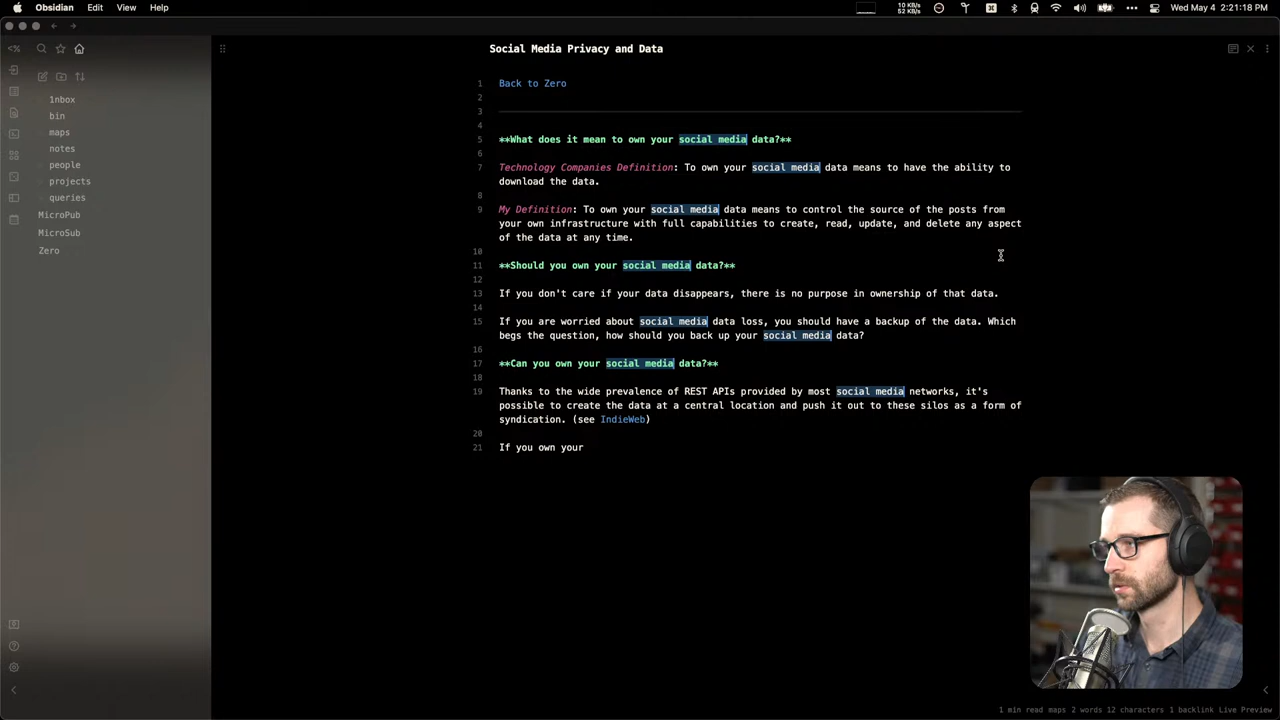 Obsidian Edit View Help
10 KB/s
52 KB/s
Wed May 4 2:21:18 PM
Social Media Privacy and Data
1nbox
bin
maps
notes
people
projects
queries
MicroPub
MicroSub
Zero
1 Back to Zero
2
3
4
5 **What does it mean to own your social media data?**
6
7 Technology Companies Definition: To own your social media data means to have the ability to
download the data.
8
9 My Definition: To own your social media data means to control the source of the posts from
your own infrastructure with full capabilities to create, read, update, and delete any aspect
of the data at any time.
10
11 **Should you own your social media data?**
12
13 If you don't care if your data disappears, there is no purpose in ownership of that data.
14
15 If you are worried about social media data loss, you should have a backup of the data. Which
begs the question, how should you back up your social media data?
16
17 **Can you own your social media data?**
18
19 Thanks to the wide prevalence of REST APIs provided by most social media networks, it's
possible to create the data at a central location and push it out to these silos as a form of
syndication. (see IndieWeb)
20
21 If you own your
1 min read maps 2 words 12 characters 1 backlink Live Preview